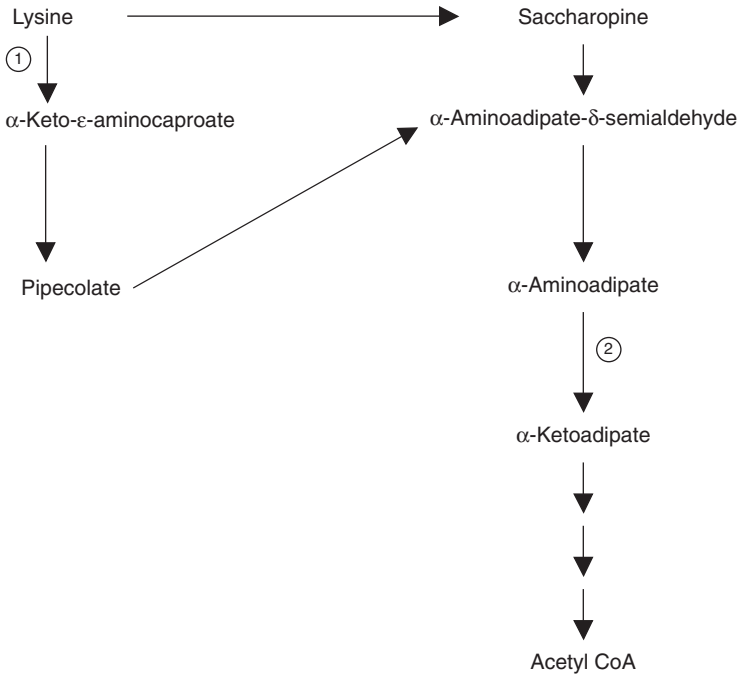 Lysine
Saccharopine
①
α-Keto-ε-aminocaproate
α-Aminoadipate-δ-semialdehyde
Pipecolate
α-Aminoadipate
②
α-Ketoadipate
Acetyl CoA